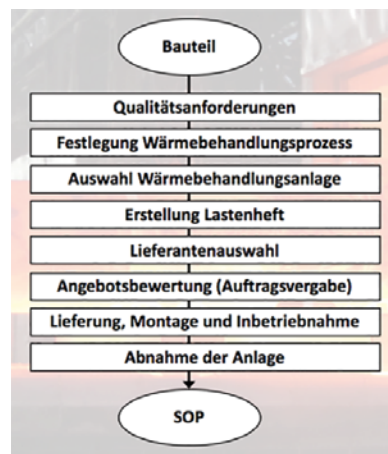 Bauteil
Qualitätsanforderungen
Festlegung Wärmebehandlungsprozess
Auswahl Wärmebehandlungsanlage
Erstellung Lastenheft
Lieferantenauswahl
Angebotsbewertung (Auftragsvergabe)
Lieferung, Montage und Inbetriebnahme
Abnahme der Anlage
SOP